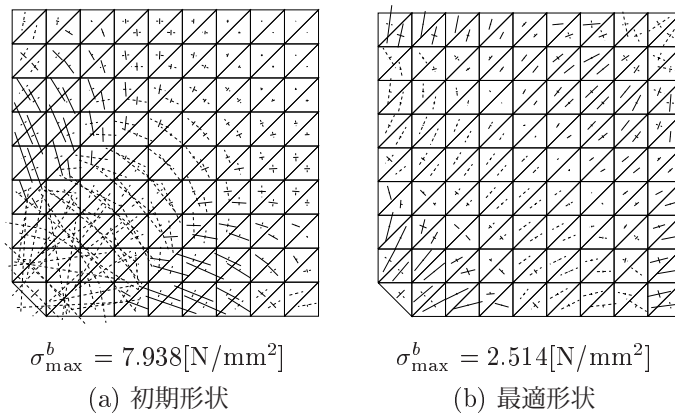 σ^b_max = 7.938[N/mm²]
(a) 初期形状
σ^b_max = 2.514[N/mm²]
(b) 最適形状